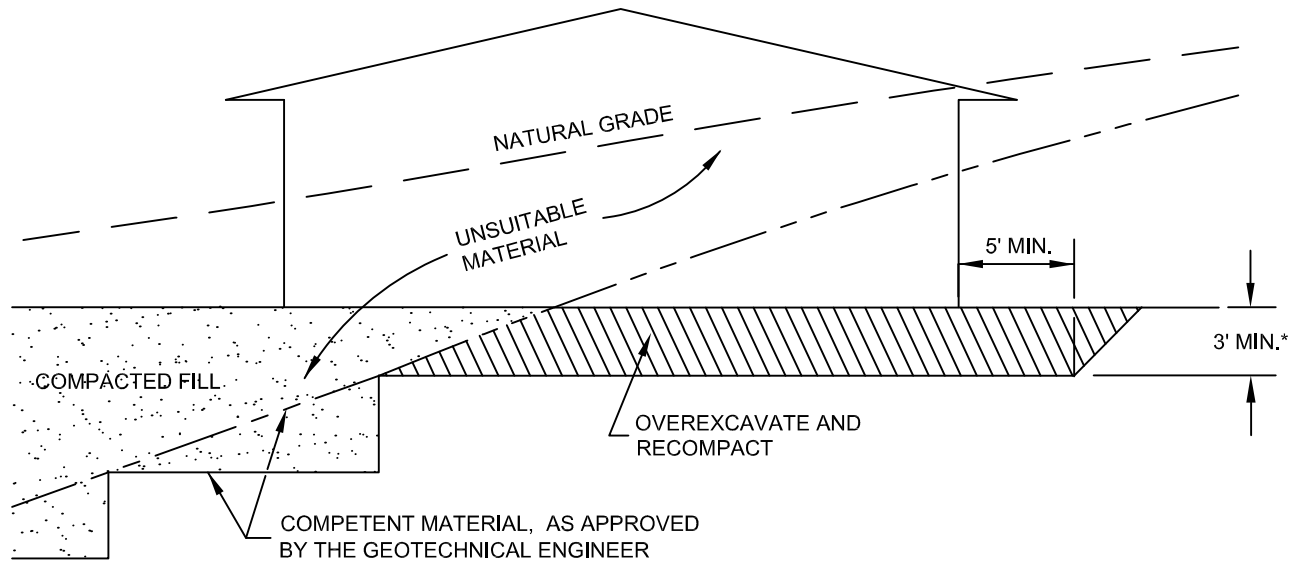 NATURAL GRADE
UNSUITABLE
MATERIAL
5' MIN.
3' MIN.*
COMPACTED FILL
OVEREXCAVATE AND
RECOMPACT
COMPETENT MATERIAL, AS APPROVED
BY THE GEOTECHNICAL ENGINEER